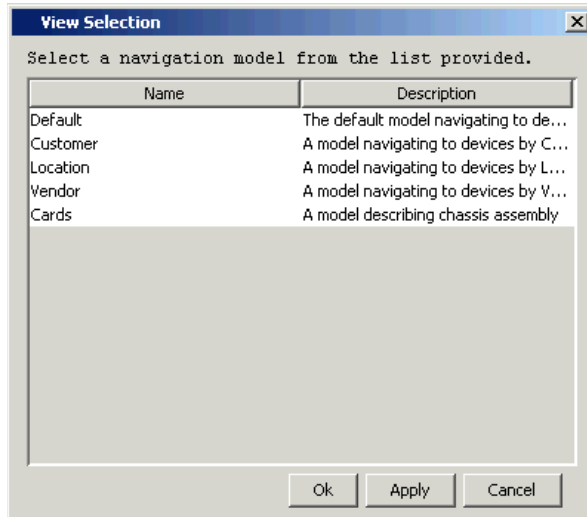 View Selection
Select a navigation model from the list provided.
Name Description
Default The default model navigating to de...
Customer A model navigating to devices by C...
Location A model navigating to devices by L...
Vendor A model navigating to devices by V...
Cards A model describing chassis assembly
Ok Apply Cancel